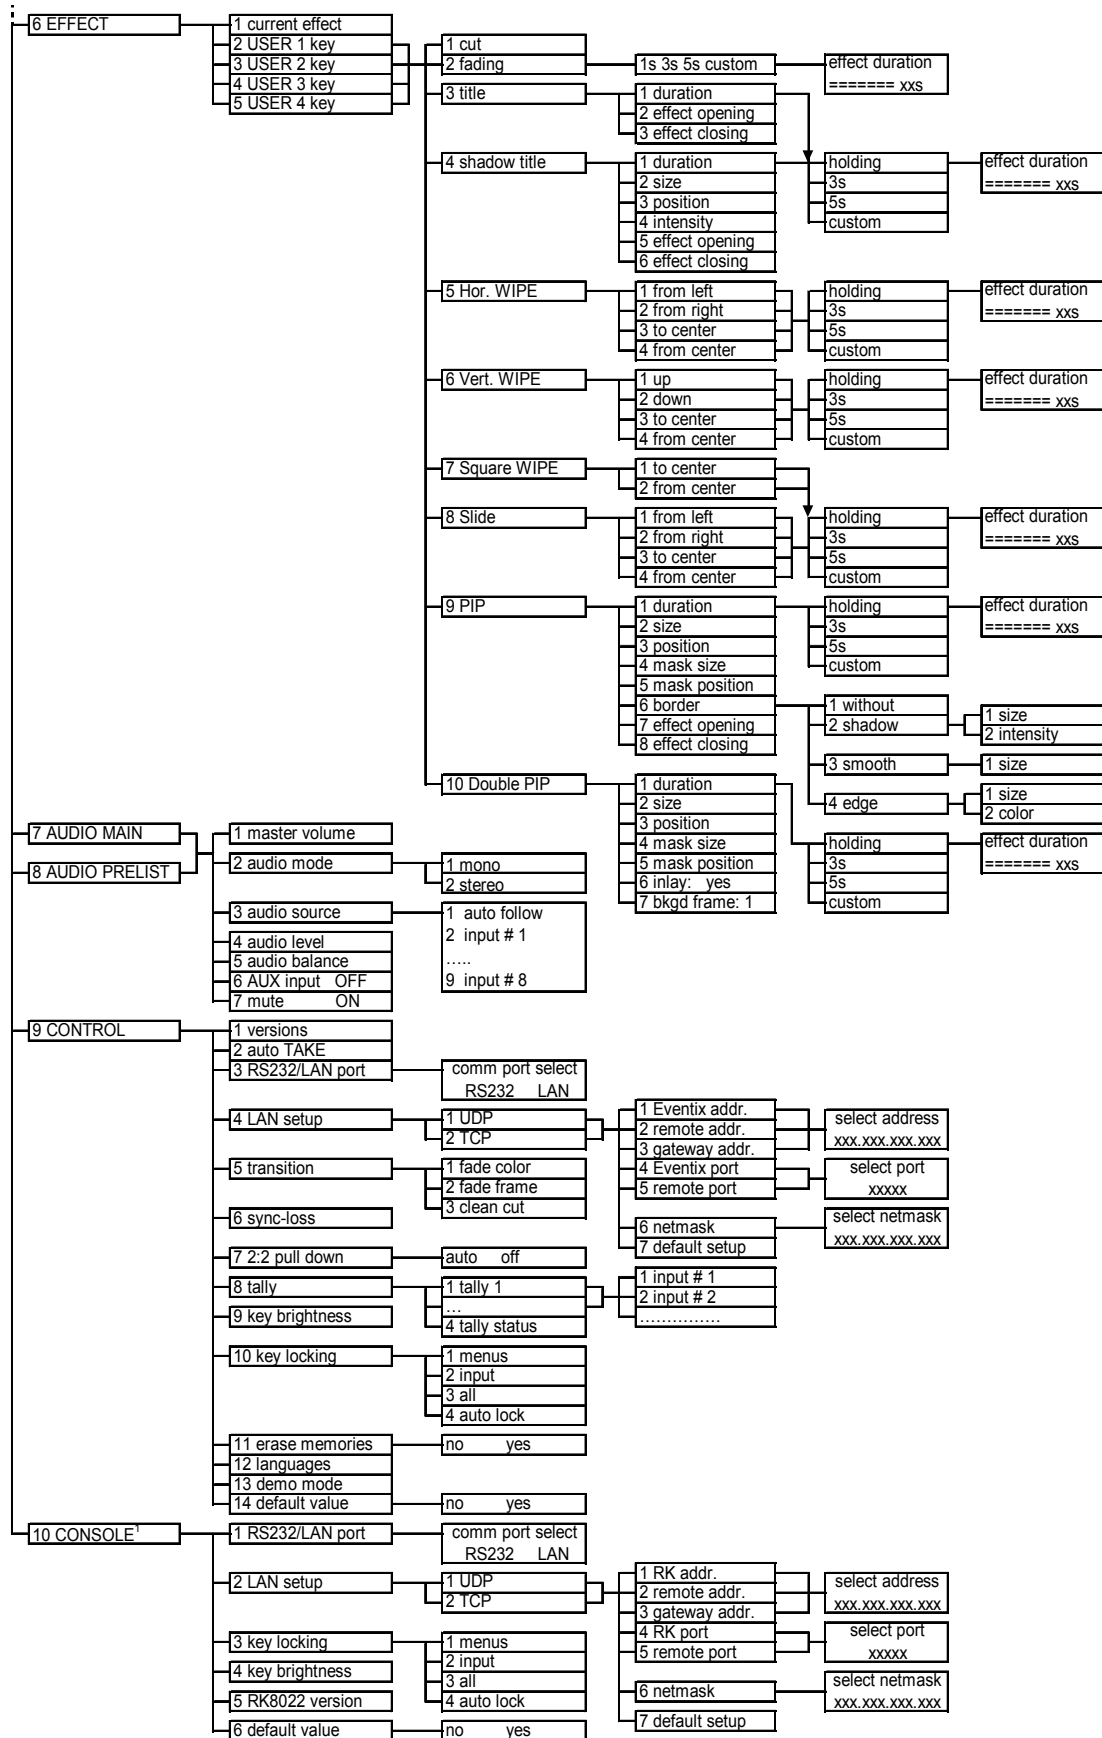 6 EFFECT
1 current effect
2 USER 1 key
3 USER 2 key
4 USER 3 key
5 USER 4 key
1 cut
2 fading
1s 3s 5s custom
effect duration
======= xxs
3 title
1 duration
2 effect opening
3 effect closing
4 shadow title
1 duration
2 size
3 position
4 intensity
5 effect opening
6 effect closing
holding
3s
5s
custom
effect duration
======= xxs
5 Hor. WIPE
1 from left
2 from right
3 to center
4 from center
holding
3s
5s
custom
effect duration
======= xxs
6 Vert. WIPE
1 up
2 down
3 to center
4 from center
holding
3s
5s
custom
effect duration
======= xxs
7 Square WIPE
1 to center
2 from center
8 Slide
1 from left
2 from right
3 to center
4 from center
holding
3s
5s
custom
effect duration
======= xxs
9 PIP
1 duration
2 size
3 position
4 mask size
5 mask position
6 border
7 effect opening
8 effect closing
holding
3s
5s
custom
effect duration
======= xxs
1 without
2 shadow
1 size
2 intensity
3 smooth
1 size
4 edge
1 size
2 color
10 Double PIP
1 duration
2 size
3 position
4 mask size
5 mask position
6 inlay: yes
7 bkgd frame: 1
holding
3s
5s
custom
effect duration
======= xxs
7 AUDIO MAIN
8 AUDIO PRELIST
1 master volume
2 audio mode
1 mono
2 stereo
3 audio source
1 auto follow
2 input # 1
.....
9 input # 8
4 audio level
5 audio balance
6 AUX input OFF
7 mute ON
9 CONTROL
1 versions
2 auto TAKE
3 RS232/LAN port
comm port select
RS232 LAN
4 LAN setup
1 UDP
2 TCP
1 Eventix addr.
2 remote addr.
3 gateway addr.
4 Eventix port
5 remote port
select address
xxx.xxx.xxx.xxx
select port
xxxxx
6 netmask
7 default setup
select netmask
xxx.xxx.xxx.xxx
5 transition
1 fade color
2 fade frame
3 clean cut
6 sync-loss
7 2:2 pull down
auto off
8 tally
1 tally 1
...
4 tally status
1 input # 1
2 input # 2
...............
9 key brightness
10 key locking
1 menus
2 input
3 all
4 auto lock
11 erase memories
no yes
12 languages
13 demo mode
14 default value
no yes
10 CONSOLE1
1 RS232/LAN port
comm port select
RS232 LAN
2 LAN setup
1 UDP
2 TCP
1 RK addr.
2 remote addr.
3 gateway addr.
4 RK port
5 remote port
select address
xxx.xxx.xxx.xxx
select port
xxxxx
6 netmask
7 default setup
select netmask
xxx.xxx.xxx.xxx
3 key locking
1 menus
2 input
3 all
4 auto lock
4 key brightness
5 RK8022 version
6 default value
no yes